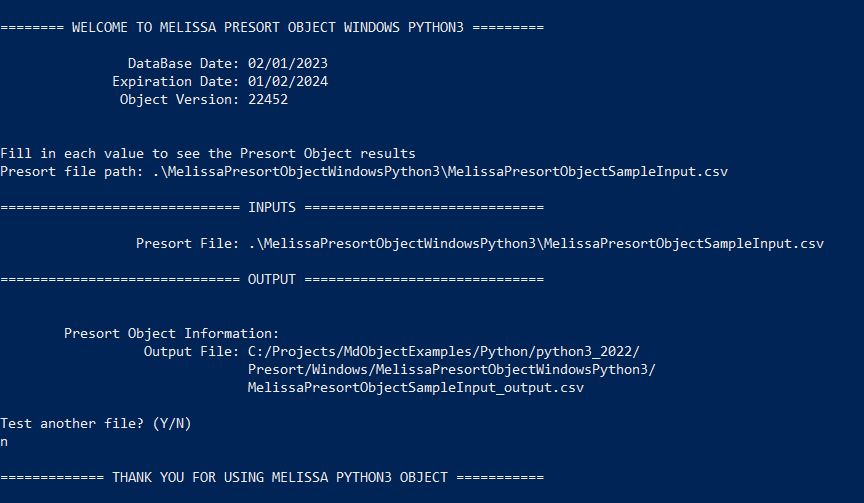 ======== WELCOME TO MELISSA PRESORT OBJECT WINDOWS PYTHON3 =========
DataBase Date: 02/01/2023
Expiration Date: 01/02/2024
Object Version: 22452
Fill in each value to see the Presort Object results
Presort file path: .\MelissaPresortObjectWindowsPython3\MelissaPresortObjectSampleInput.csv
============================== INPUTS ==============================
Presort File: .\MelissaPresortObjectWindowsPython3\MelissaPresortObjectSampleInput.csv
============================== OUTPUT ==============================
Presort Object Information:
Output File: C:/Projects/MdObjectExamples/Python/python3_2022/
Presort/Windows/MelissaPresortObjectWindowsPython3/
MelissaPresortObjectSampleInput_output.csv
Test another file? (Y/N)
n
============= THANK YOU FOR USING MELISSA PYTHON3 OBJECT ===========